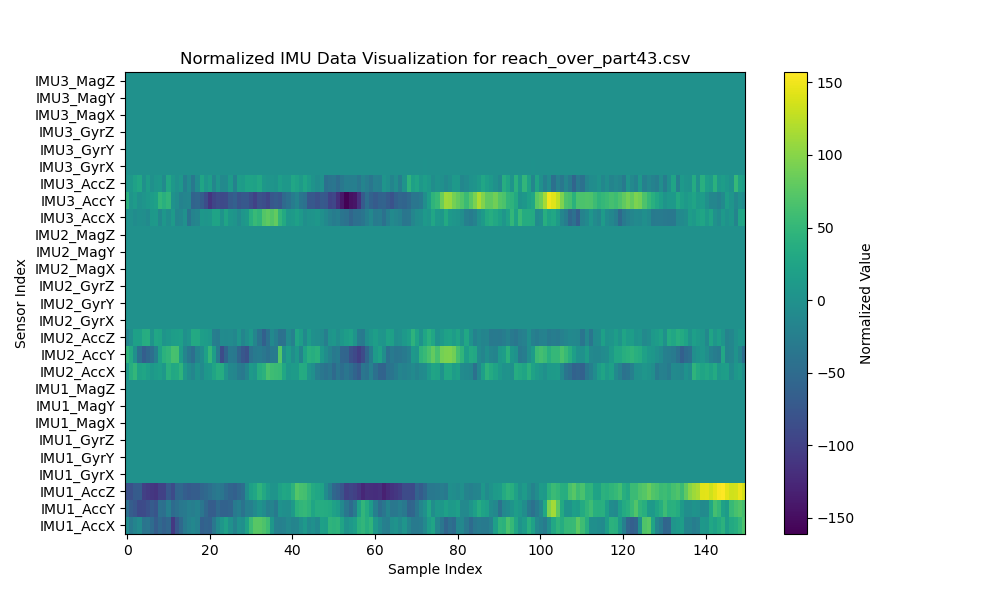 Normalized IMU Data Visualization for reach_over_part43.csv
IMU3_MagZ
IMU3_MagY
IMU3_MagX
IMU3_GyrZ
IMU3_GyrY
IMU3_GyrX
IMU3_AccZ
IMU3_AccY
IMU3_AccX
IMU2_MagZ
IMU2_MagY
IMU2_MagX
IMU2_GyrZ
IMU2_GyrY
IMU2_GyrX
IMU2_AccZ
IMU2_AccY
IMU2_AccX
IMU1_MagZ
IMU1_MagY
IMU1_MagX
IMU1_GyrZ
IMU1_GyrY
IMU1_GyrX
IMU1_AccZ
IMU1_AccY
IMU1_AccX
Sensor Index
0 20 40 60 80 100 120 140
Sample Index
150
100
50
0
−50
−100
−150
Normalized Value